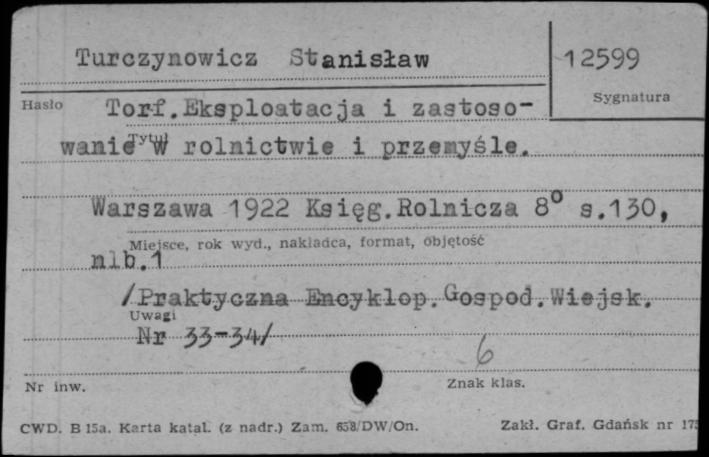 Turczynowicz Stanisław
12599
Hasło
Sygnatura
Torf.Eksploatacja i zastoso-
wanie w rolnictwie i przemyśle.
Tytuł
Warszawa 1922 Księg.Rolnicza 8° s.130,
Miejsce, rok wyd., nakładca, format, objętość
nlb.1
/Praktyczna Encyklop.Gospod.Wiejsk.
Uwagi
Nr 33-34/
6
Nr inw.
Znak klas.
CWD. B 15a. Karta katal. (z nadr.) Zam. 658/DW/On.
Zakł. Graf. Gdańsk nr